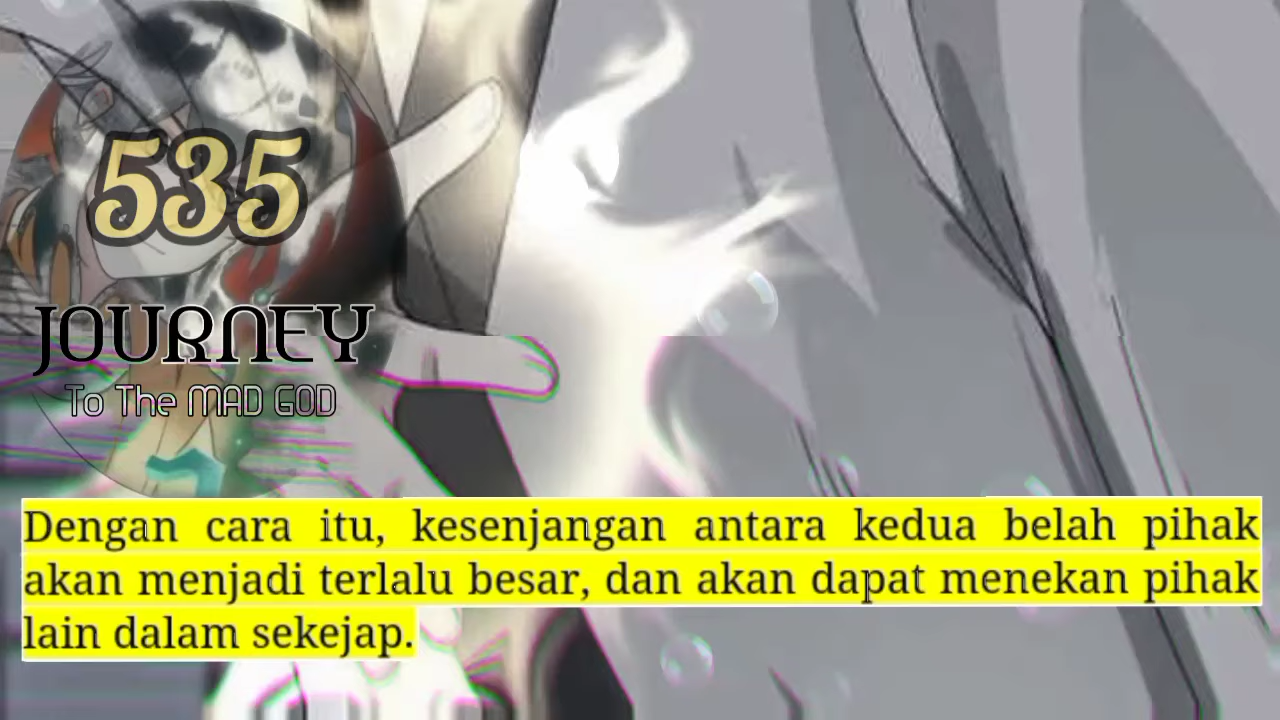 535
JOURNEY
To The MAD GOD
Dengan cara itu, kesenjangan antara kedua belah pihak
akan menjadi terlalu besar, dan akan dapat menekan pihak
lain dalam sekejap.